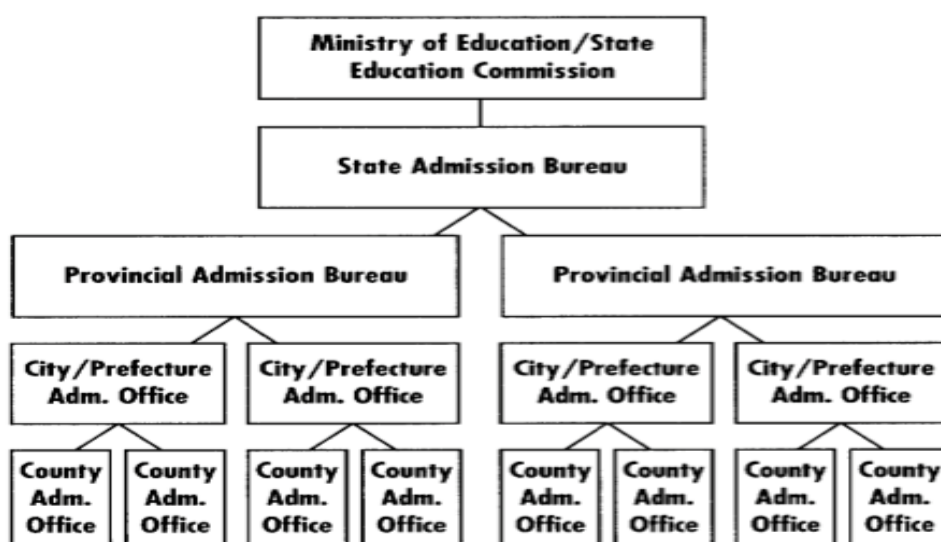 Ministry of Education/State
Education Commission
State Admission Bureau
Provincial Admission Bureau
Provincial Admission Bureau
City/Prefecture
Adm. Office
City/Prefecture
Adm. Office
City/Prefecture
Adm. Office
City/Prefecture
Adm. Office
County
Adm.
Office
County
Adm.
Office
County
Adm.
Office
County
Adm.
Office
County
Adm.
Office
County
Adm.
Office
County
Adm.
Office
County
Adm.
Office